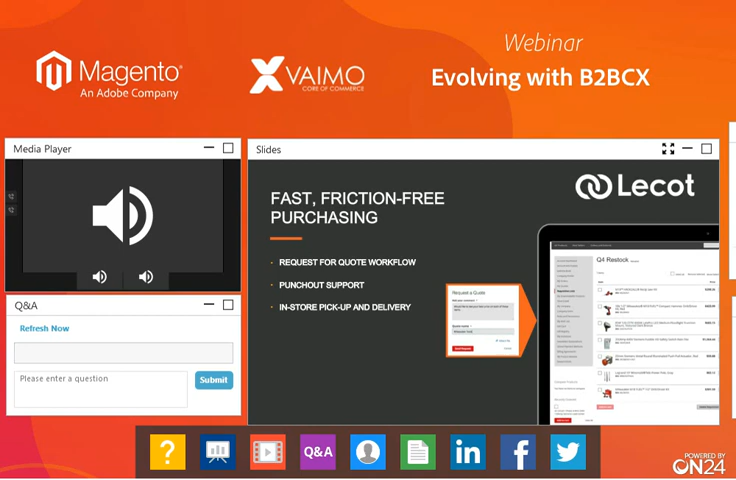 Webinar
Magento®
An Adobe Company
VAIMO
CORE OF COMMERCE
Evolving with B2BCX
Media Player
Slides
FAST, FRICTION-FREE
PURCHASING
Lecot
· REQUEST FOR QUOTE WORKFLOW
· PUNCHOUT SUPPORT
· IN-STORE PICK-UP AND DELIVERY
Request a Quote
Q4 Restock
Q&A
Refresh Now
Please enter a question
Submit
?
Q&A
in
f
POWERED BY
ON24